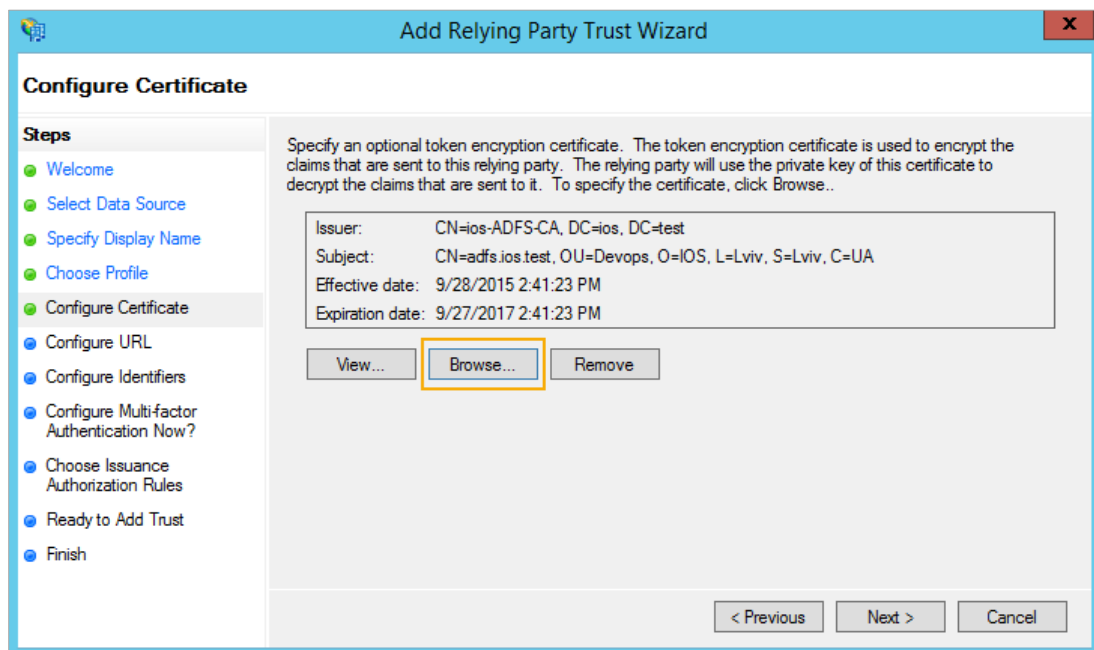 Add Relying Party Trust Wizard
X
Configure Certificate
Steps
Welcome
Select Data Source
Specify Display Name
Choose Profile
Configure Certificate
Configure URL
Configure Identifiers
Configure Multi-factor
Authentication Now?
Choose Issuance
Authorization Rules
Ready to Add Trust
Finish
Specify an optional token encryption certificate.  The token encryption certificate is used to encrypt the
claims that are sent to this relying party.  The relying party will use the private key of this certificate to
decrypt the claims that are sent to it.  To specify the certificate, click Browse..
Issuer: CN=ios-ADFS-CA, DC=ios, DC=test
Subject: CN=adfs.ios.test, OU=Devops, O=IOS, L=Lviv, S=Lviv, C=UA
Effective date: 9/28/2015 2:41:23 PM
Expiration date: 9/27/2017 2:41:23 PM
View... Browse... Remove
< Previous Next > Cancel